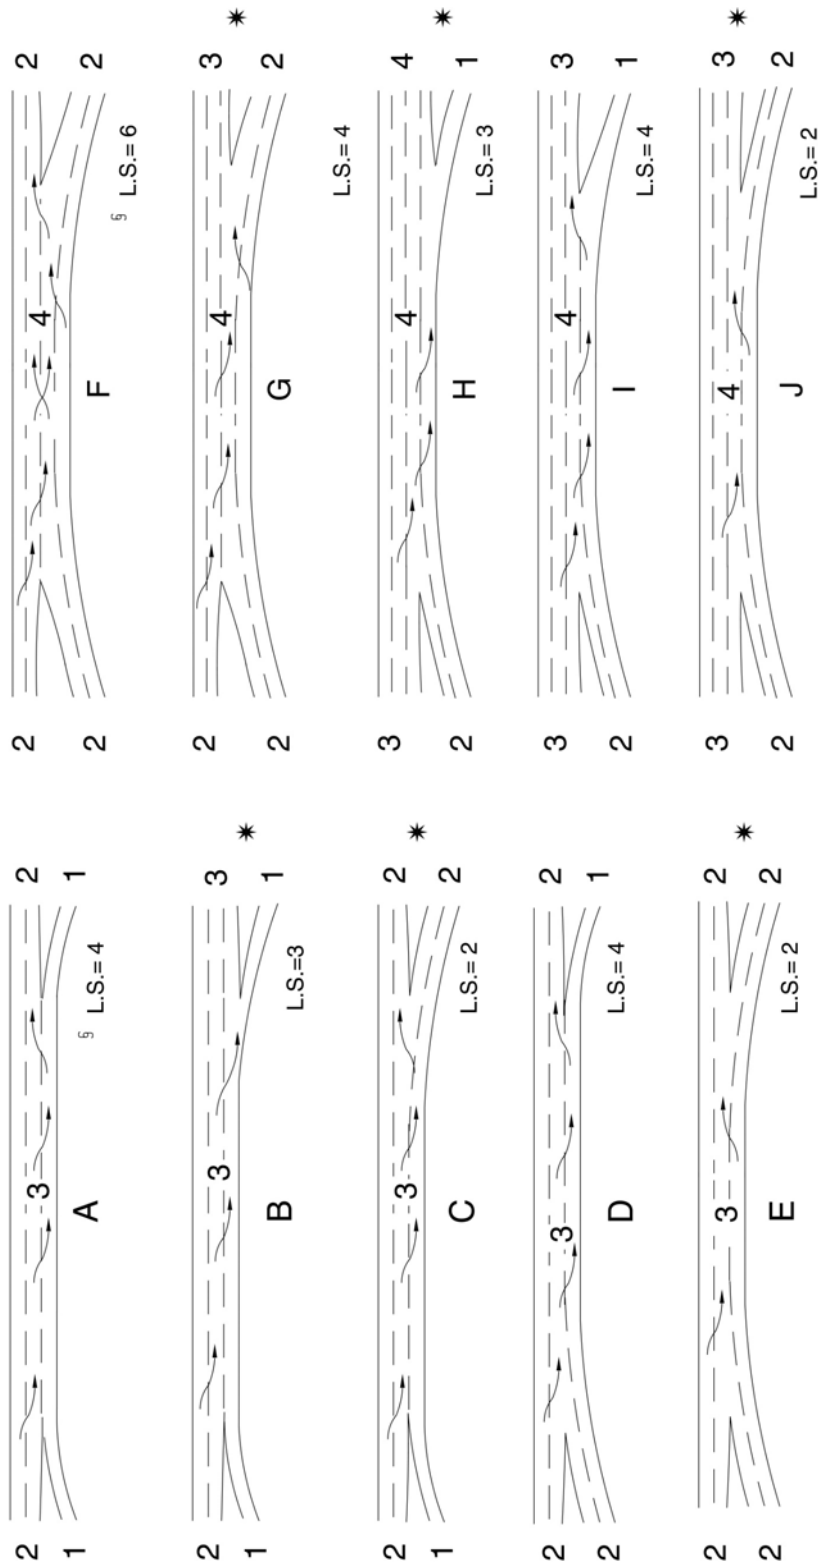 2 3 2
1 A 1
L.S.= 4
2 3 3 *
1 B 1
L.S.=3
2 3 2 *
1 C 2
L.S.= 2
2 3 2
2 D 1
L.S.= 4
2 3 2 *
2 E 2
L.S.= 2
2 4 2
2 F 2
L.S.= 6
2 4 3 *
2 G 2
L.S.= 4
3 4 4 *
2 H 1
L.S.= 3
3 4 3
2 I 1
L.S.= 4
3 4 3 *
2 J 2
L.S.= 2